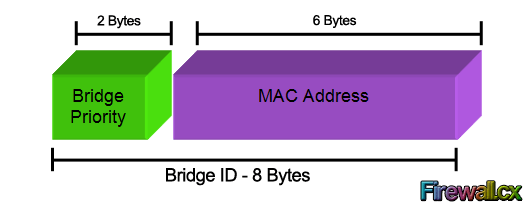 2 Bytes
6 Bytes
Bridge
Priority
MAC Address
Bridge ID - 8 Bytes
Firewall.cx